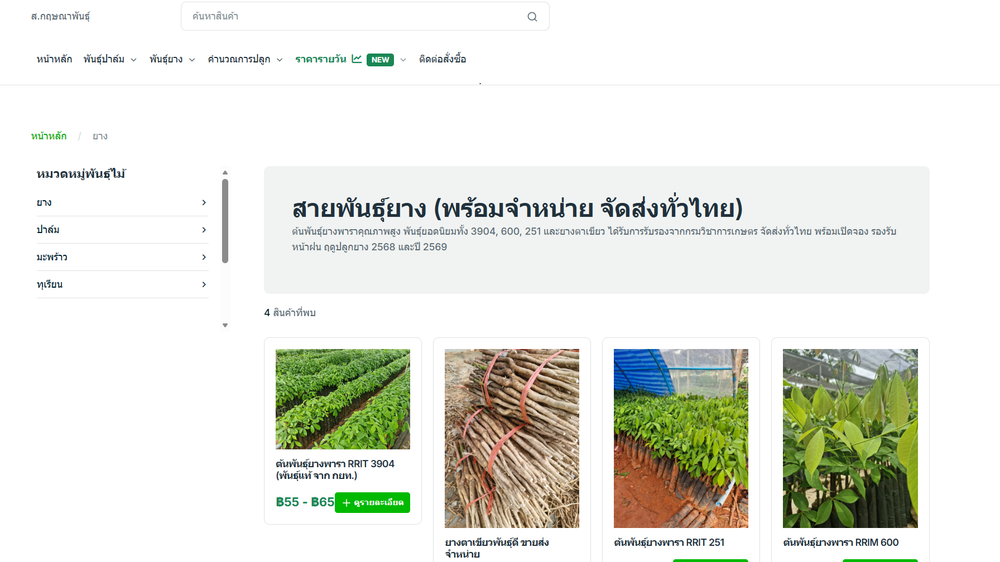 ส.กฤษณาพันธุ์
ค้นหาสินค้า
หน้าหลัก พันธุ์ปาล์ม พันธุ์ยาง คำนวณการปลูก ราคารายวัน NEW ติดต่อสั่งซื้อ
หน้าหลัก / ยาง
หมวดหมู่พันธุ์ไม้
ยาง
ปาล์ม
มะพร้าว
ทุเรียน
สายพันธุ์ยาง (พร้อมจำหน่าย จัดส่งทั่วไทย)
ต้นพันธุ์ยางพาราคุณภาพสูง พันธุ์ยอดนิยมทั้ง 3904, 600, 251 และยางตาเขียว ได้รับการรับรองจากกรมวิชาการเกษตร จัดส่งทั่วไทย พร้อมเปิดจอง รองรับ
หน้าฝน ฤดูปลูกยาง 2568 และปี 2569
4 สินค้าที่พบ
ต้นพันธุ์ยางพารา RRIT 3904
(พันธุ์แท้ จาก กยท.)
฿55 - ฿65 + ดูรายละเอียด
ยางตาเขียวพันธุ์ดี ขายส่ง
จำหน่าย
ต้นพันธุ์ยางพารา RRIT 251
ต้นพันธุ์ยางพารา RRIM 600